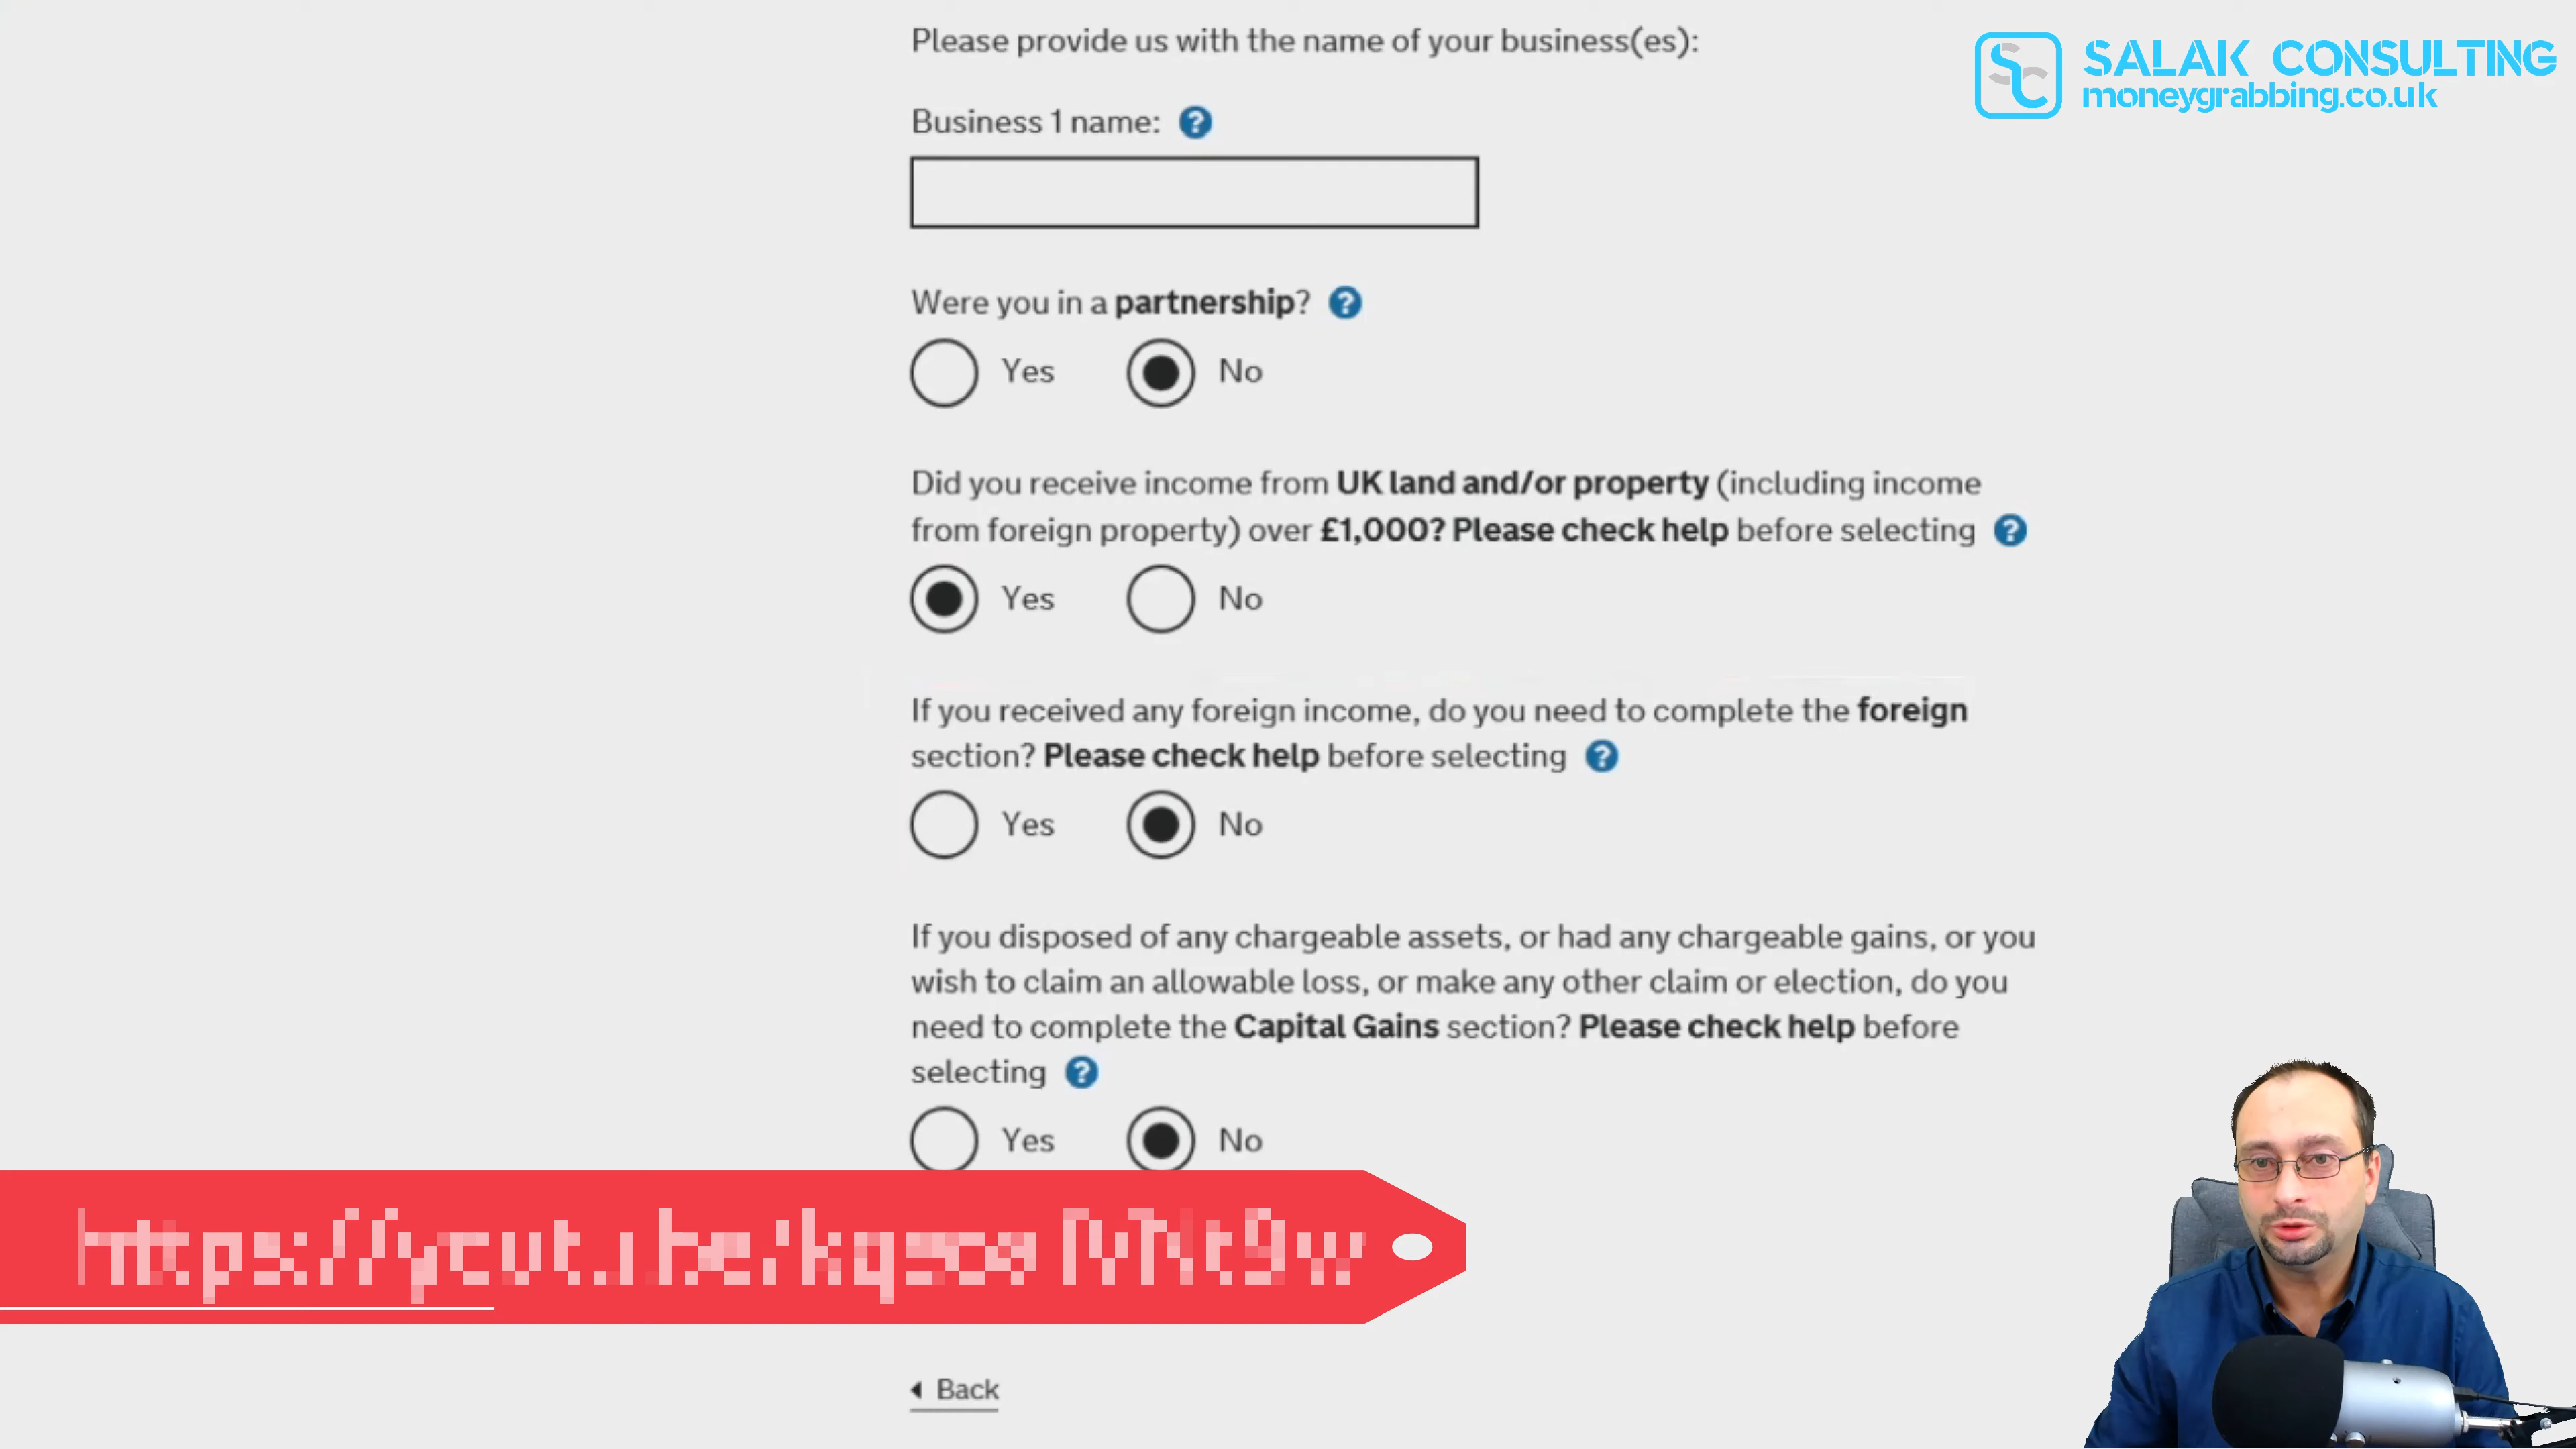 Please provide us with the name of your business(es):
SALAK CONSULTING
moneygrabbing.co.uk
Business 1 name: ?
Were you in a partnership? ?
Yes No
Did you receive income from UK land and/or property (including income
from foreign property) over £1,000? Please check help before selecting ?
Yes No
If you received any foreign income, do you need to complete the foreign
section? Please check help before selecting ?
Yes No
If you disposed of any chargeable assets, or had any chargeable gains, or you
wish to claim an allowable loss, or make any other claim or election, do you
need to complete the Capital Gains section? Please check help before
selecting ?
Yes No
Back